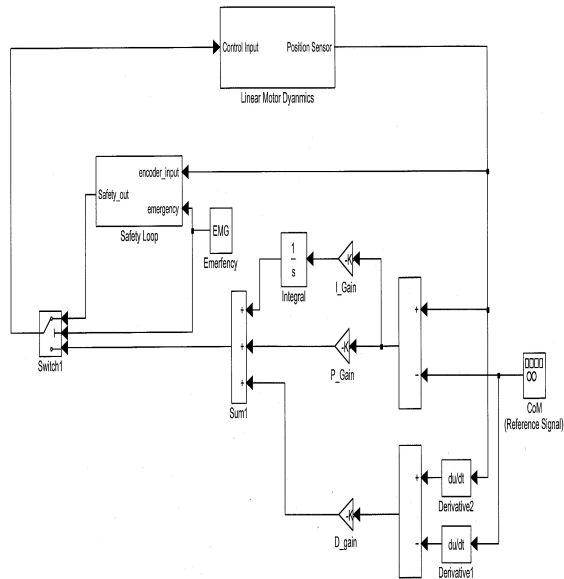 Control Input
Position Sensor
Linear Motor Dyanmics
encoder_input
Safety_out
emergency
Safety Loop
EMG
Emerfency
1
s
Integral
-K
I_Gain
+
+
+
Sum1
-K
P_Gain
+
−
Switch1
CoM
(Reference Signal)
+
−
du/dt
Derivative2
-K
D_gain
du/dt
Derivative1